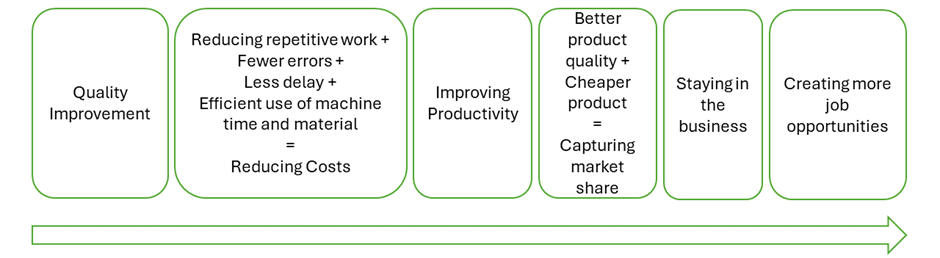 Quality
Improvement
Reducing repetitive work +
Fewer errors +
Less delay +
Efficient use of machine
time and material
=
Reducing Costs
Improving
Productivity
Better
product
quality +
Cheaper
product
=
Capturing
market
share
Staying in
the
business
Creating more
job
opportunities